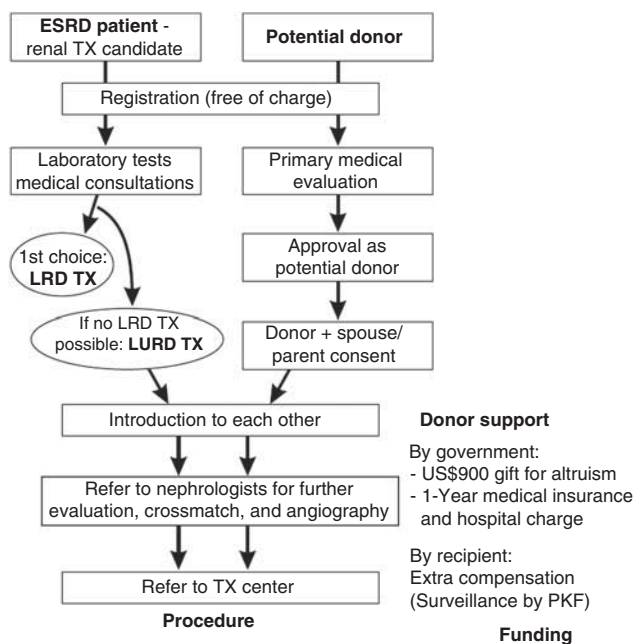 ESRD patient -
renal TX candidate
Potential donor
Registration (free of charge)
Laboratory tests
medical consultations
Primary medical
evaluation
1st choice:
LRD TX
Approval as
potential donor
If no LRD TX
possible: LURD TX
Donor + spouse/
parent consent
Introduction to each other
Refer to nephrologists for further
evaluation, crossmatch, and angiography
Refer to TX center
Procedure
Donor support
By government:
- US$900 gift for altruism
- 1-Year medical insurance
and hospital charge
By recipient:
Extra compensation
(Surveillance by PKF)
Funding